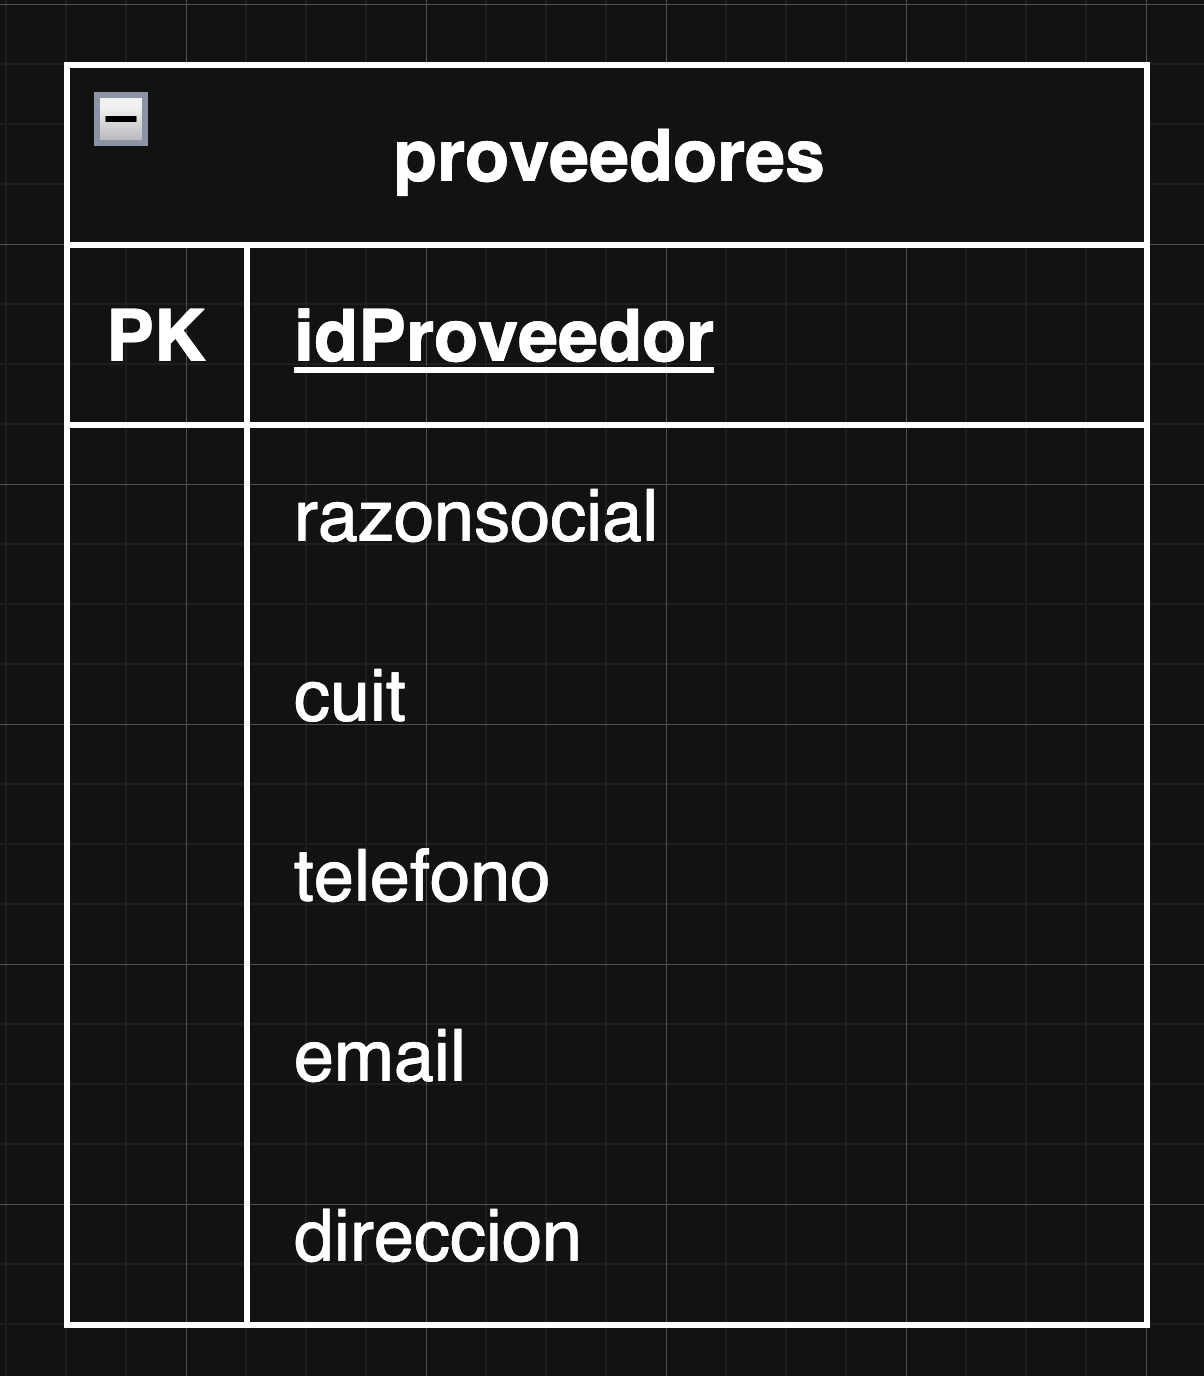 proveedores
PK idProveedor
razonsocial
cuit
telefono
email
direccion